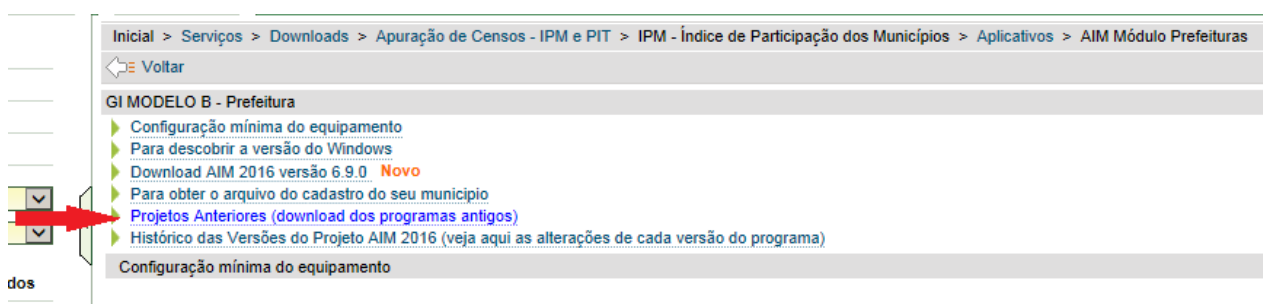 Inicial > Serviços > Downloads > Apuração de Censos - IPM e PIT > IPM - Índice de Participação dos Municípios > Aplicativos > AIM Módulo Prefeituras
Voltar
GI MODELO B - Prefeitura
Configuração mínima do equipamento
Para descobrir a versão do Windows
Download AIM 2016 versão 6.9.0 Novo
Para obter o arquivo do cadastro do seu municipio
Projetos Anteriores (download dos programas antigos)
Histórico das Versões do Projeto AIM 2016 (veja aqui as alterações de cada versão do programa)
Configuração mínima do equipamento
dos